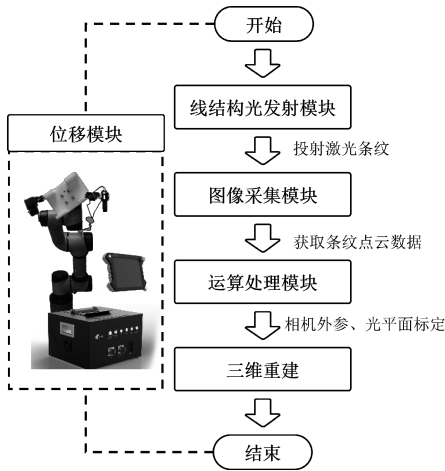 开始
线结构光发射模块
位移模块
投射激光条纹
图像采集模块
获取条纹点云数据
运算处理模块
相机外参、光平面标定
三维重建
结束